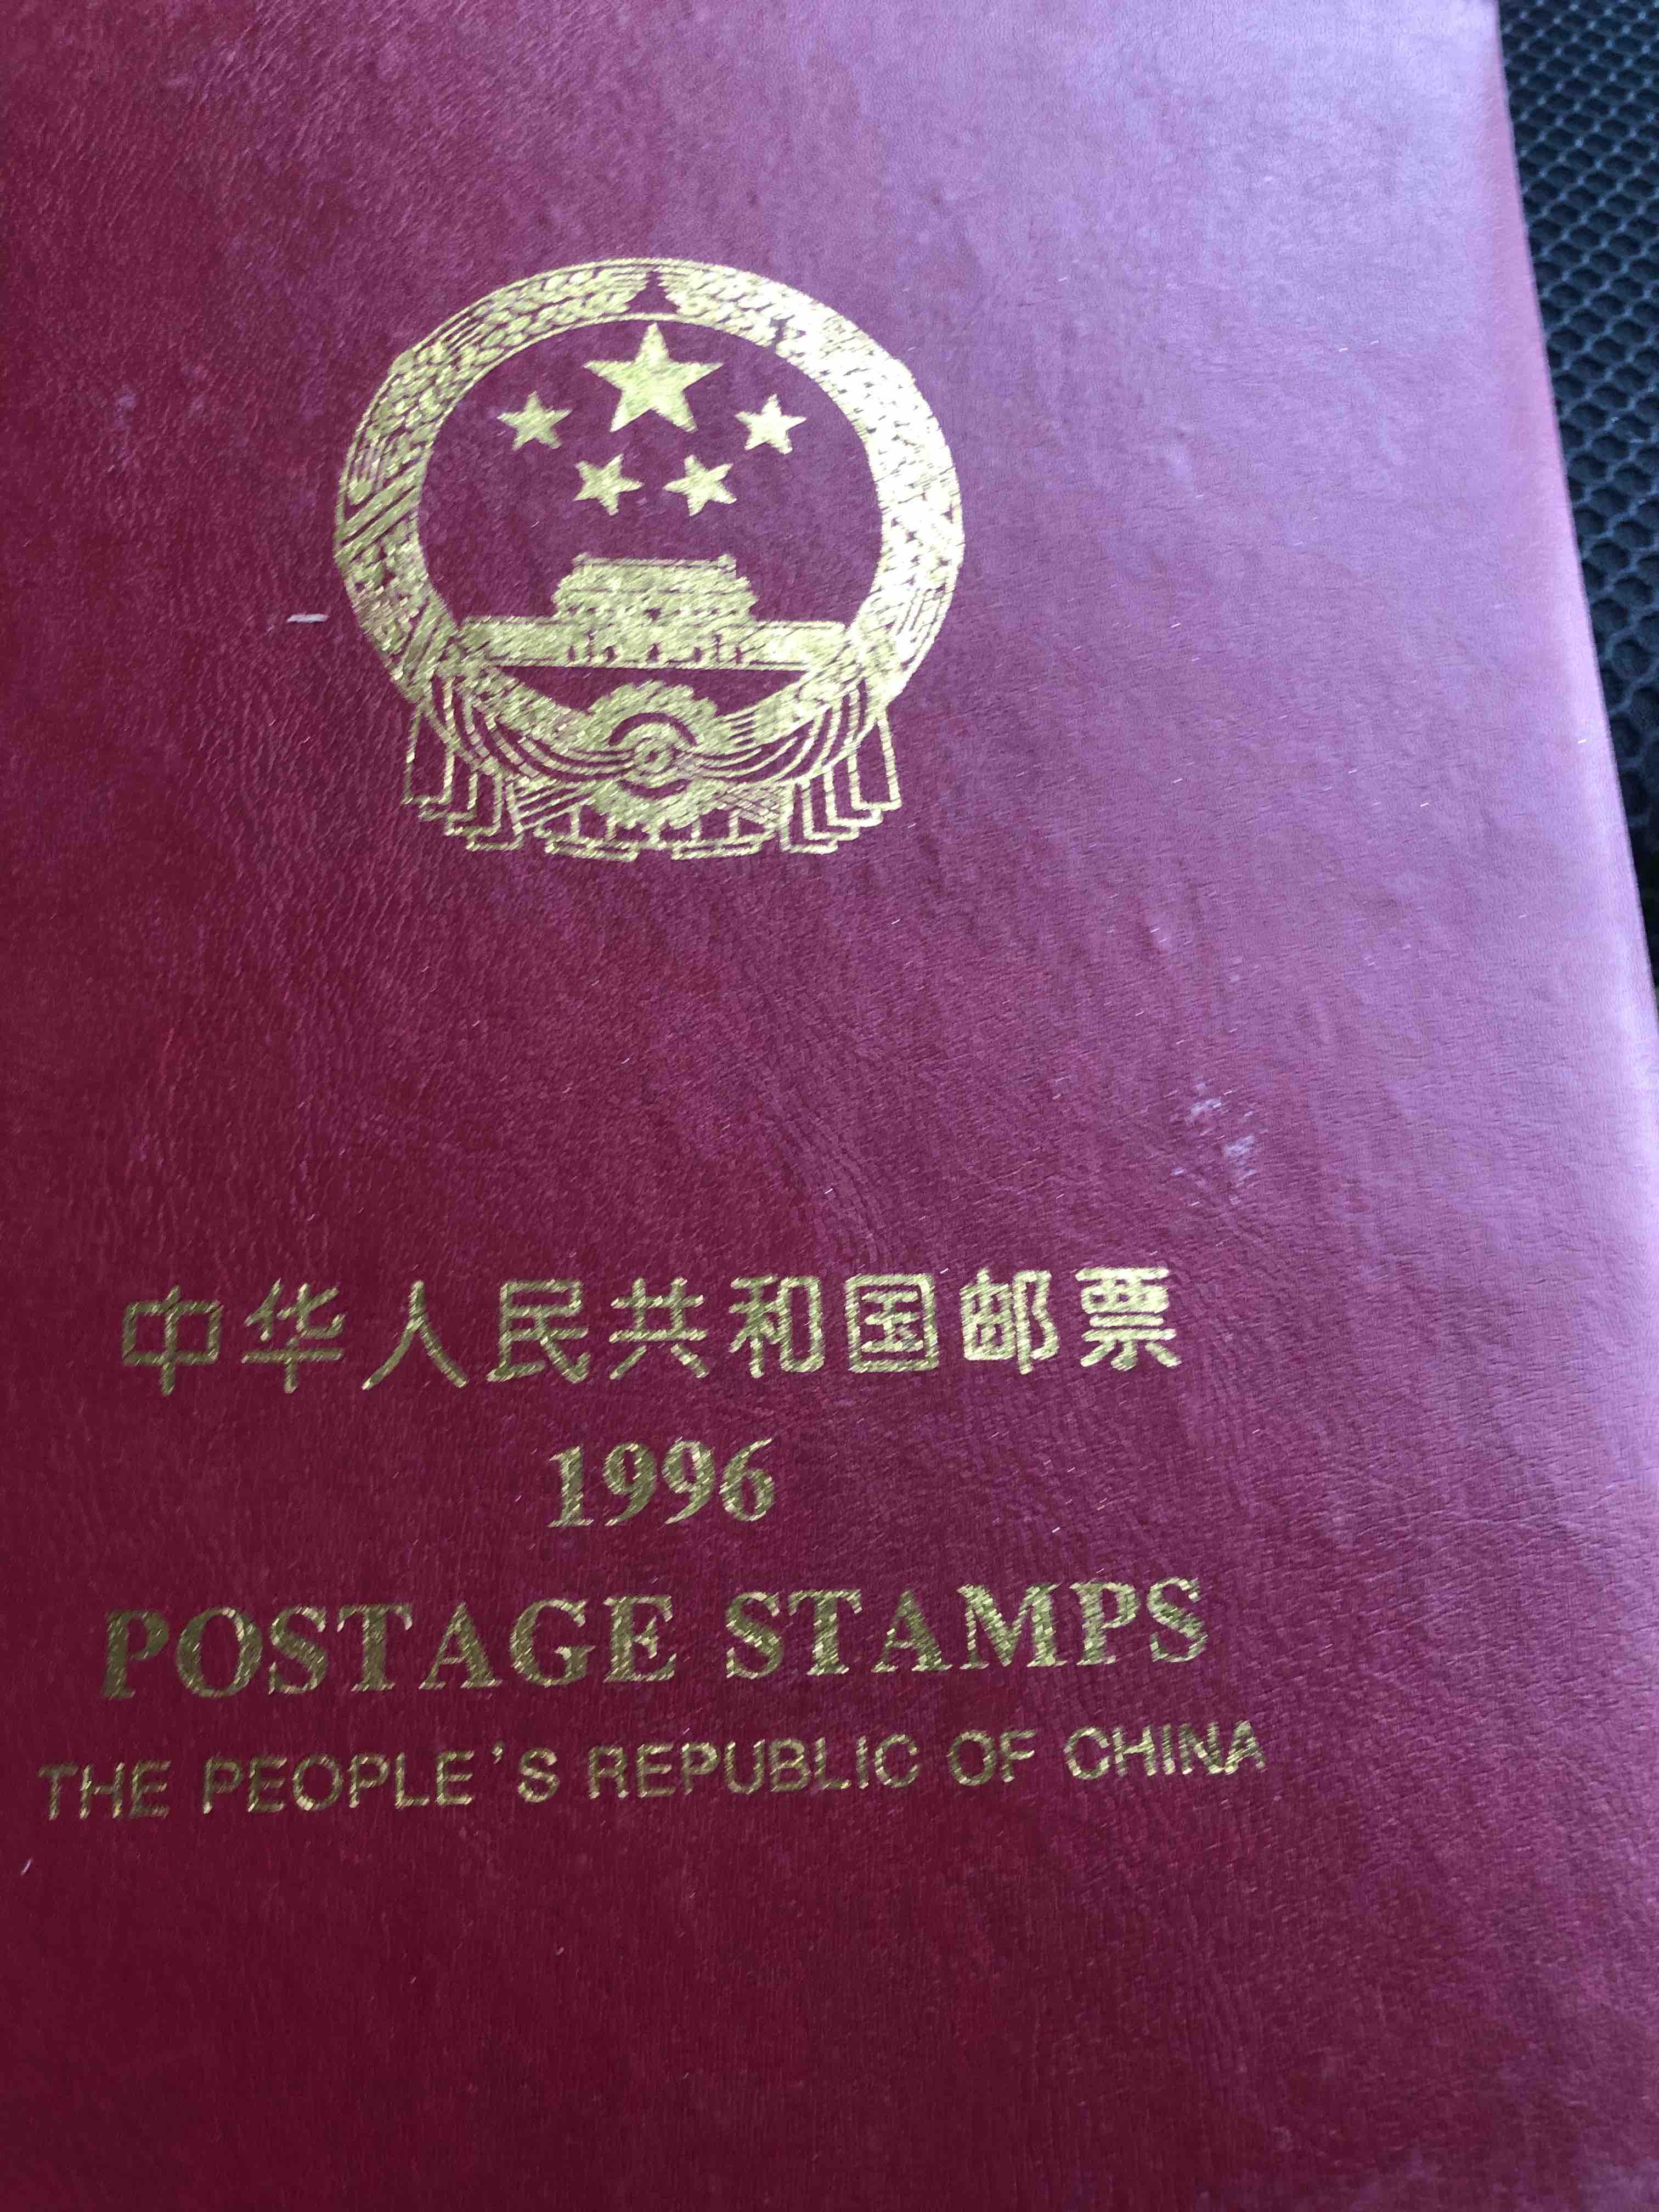 中华人民共和国邮票
1996
POSTAGE STAMPS
THE PEOPLE'S REPUBLIC OF CHINA